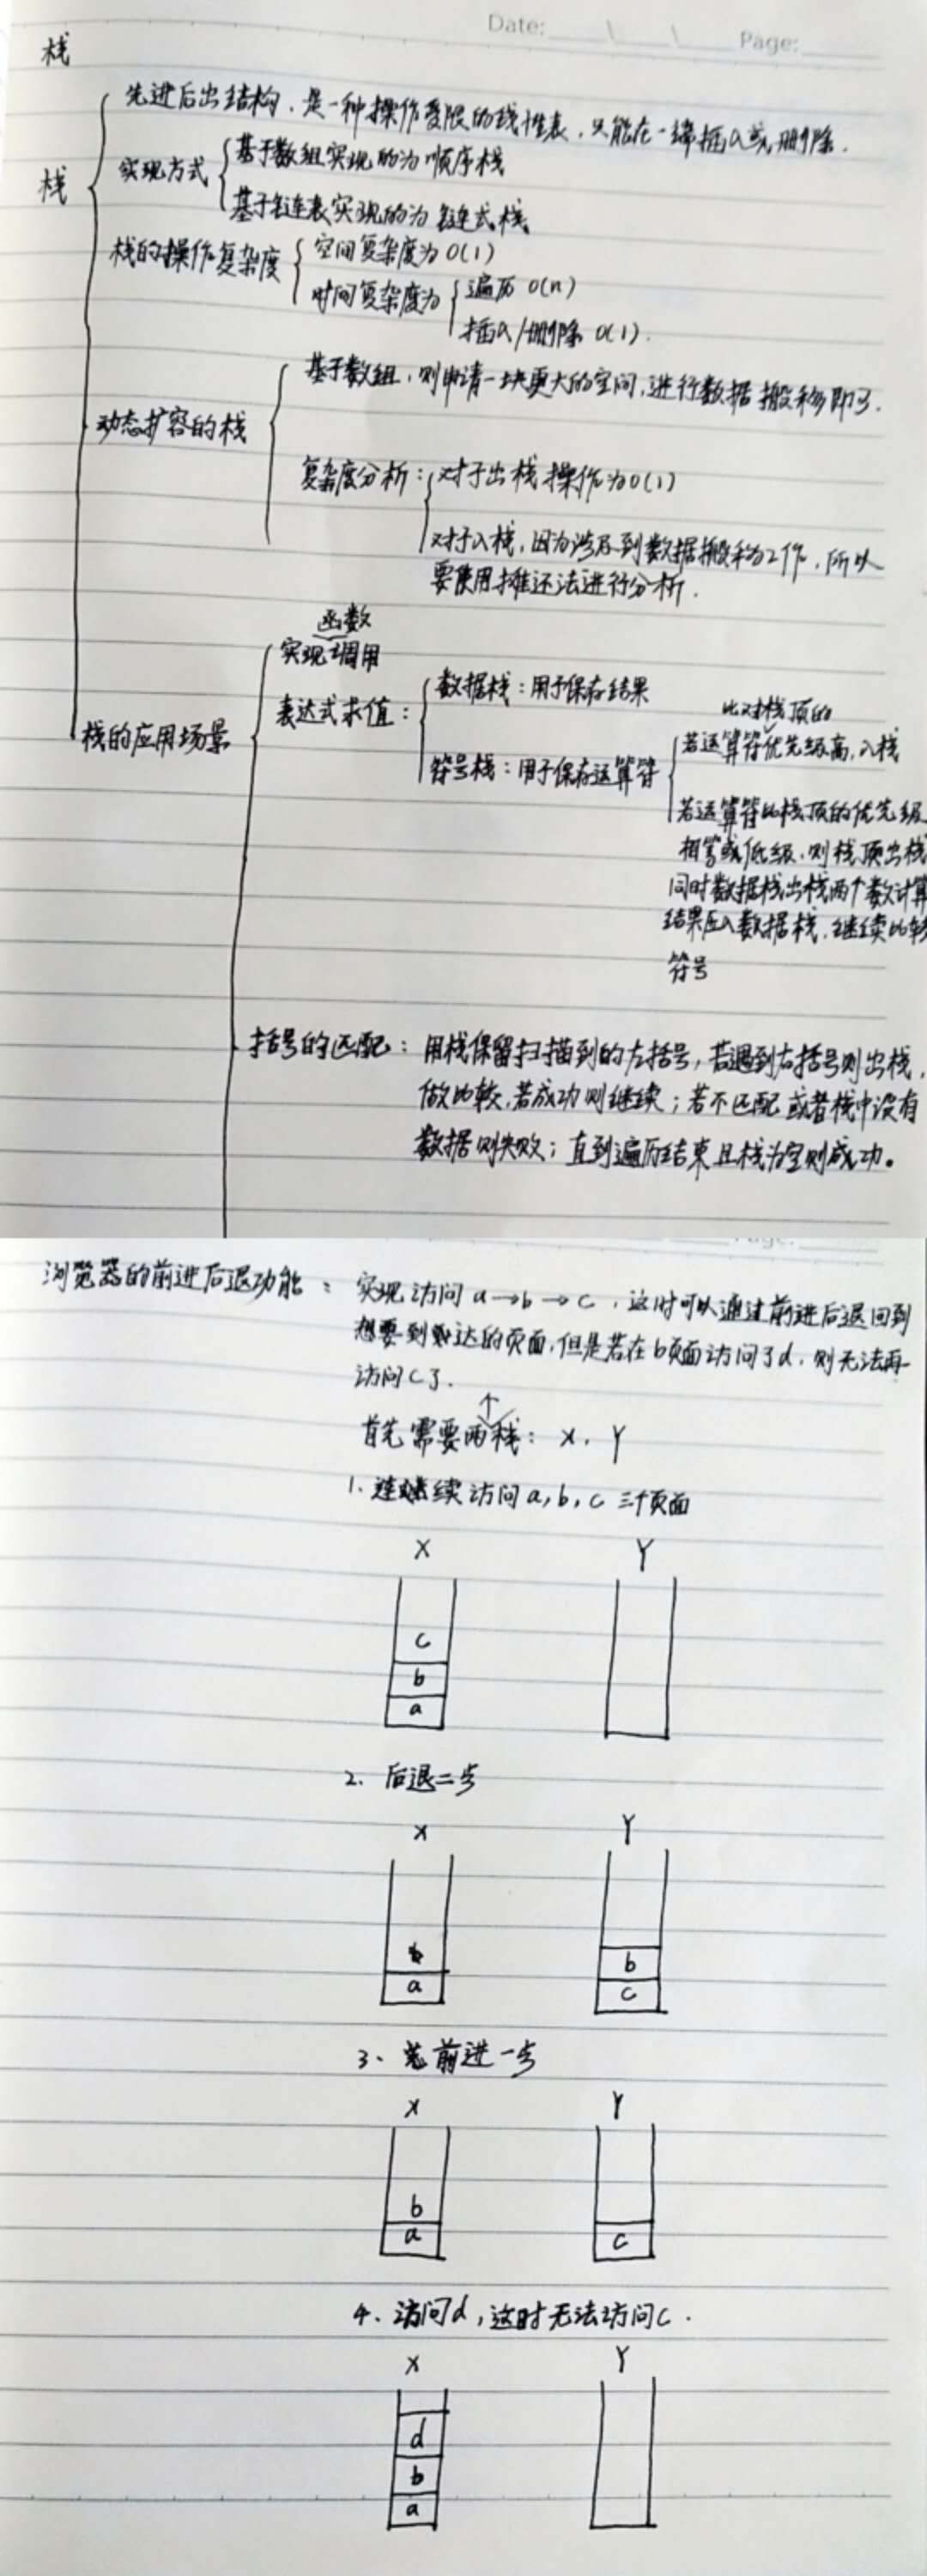 Date: Page:
栈
栈
先进后出结构，是一种操作受限的线性表，只能在一端插入或删除.
实现方式
基于数组实现的为顺序栈
基于链表实现的为链式栈
栈的操作复杂度
空间复杂度为O(1)
时间复杂度为
遍历 O(n)
插入/删除 O(1).
动态扩容的栈
基于数组，则申请一块更大的空间,进行数据搬移即可.
复杂度分析：
对于出栈操作为O(1)
对于入栈，因为涉及到数据搬移工作，所以
要使用摊还法进行分析.
栈的应用场景
函数
实现调用
表达式求值：
数据栈：用于保存结果
符号栈：用于保存运算符
比对栈顶的
若运算符优先级高,入栈
若运算符比栈顶的优先级
相等或低级,则栈顶出栈
同时数据栈出栈两个数计算
结果压入数据栈,继续比较
符号
括号的匹配：用栈保留扫描到的左括号，若遇到右括号则出栈，
做比较,若成功则继续；若不匹配或者栈中没有
数据则失败；直到遍历结束且栈为空则成功。
浏览器的前进后退功能：实现访问 a→b→c，这时可以通过前进后退回到
想要到达的页面,但是若在b页面访问了d，则无法再
访问c了.
首先需要两栈：X. Y
1. 连续访问 a, b, c 三个页面
X Y
c
b
a
2、后退二步
X Y
b
a c
3、前进一步
X Y
b
a c
4、访问d，这时无法访问c.
X Y
d
b
a